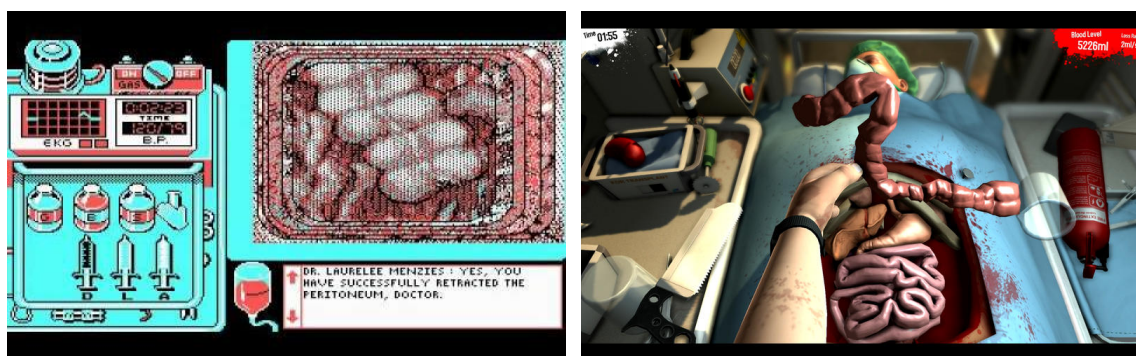 ON OFF
GAS
0:02:23
TIME
120/79
EKG
B.P.
D L A
DR. LAURELEE MENZIES : YES, YOU
HAVE SUCCESSFULLY RETRACTED THE
PERITONEUM, DOCTOR.
Time 01:55
Blood Level
5226ml